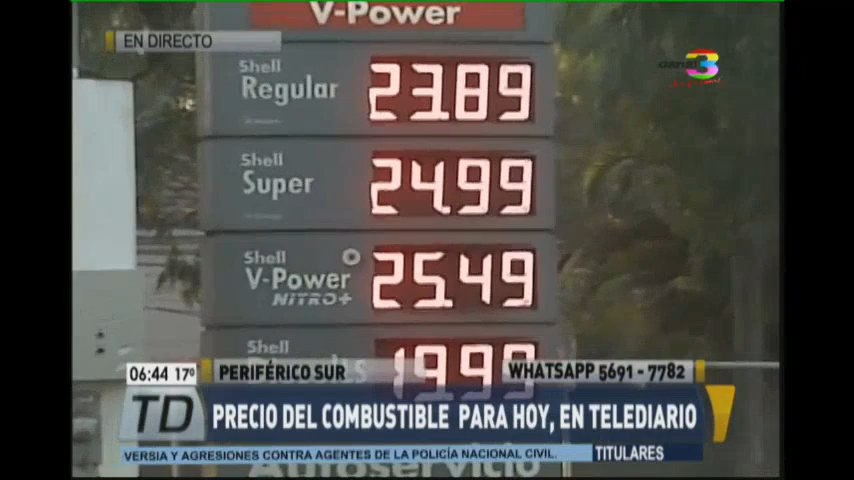 V-Power
EN DIRECTO
3
Shell
Regular
23.89
Shell
Super
24.99
Shell
V-Power
NITRO+
25.49
Shell
19.99
06:44 17°
PERIFÉRICO SUR
WHATSAPP 5691 - 7782
TD
PRECIO DEL COMBUSTIBLE PARA HOY, EN TELEDIARIO
VERSIA Y AGRESIONES CONTRA AGENTES DE LA POLICÍA NACIONAL CIVIL.
TITULARES
Autoservicio